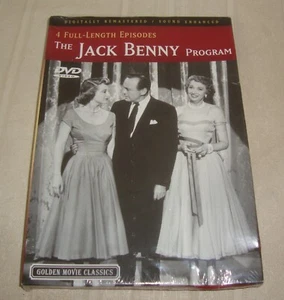 DIGITALLY REMASTERED / SOUND ENHANCED
4 FULL-LENGTH EPISODES
THE JACK BENNY PROGRAM
DVD
GOLDEN MOVIE CLASSICS